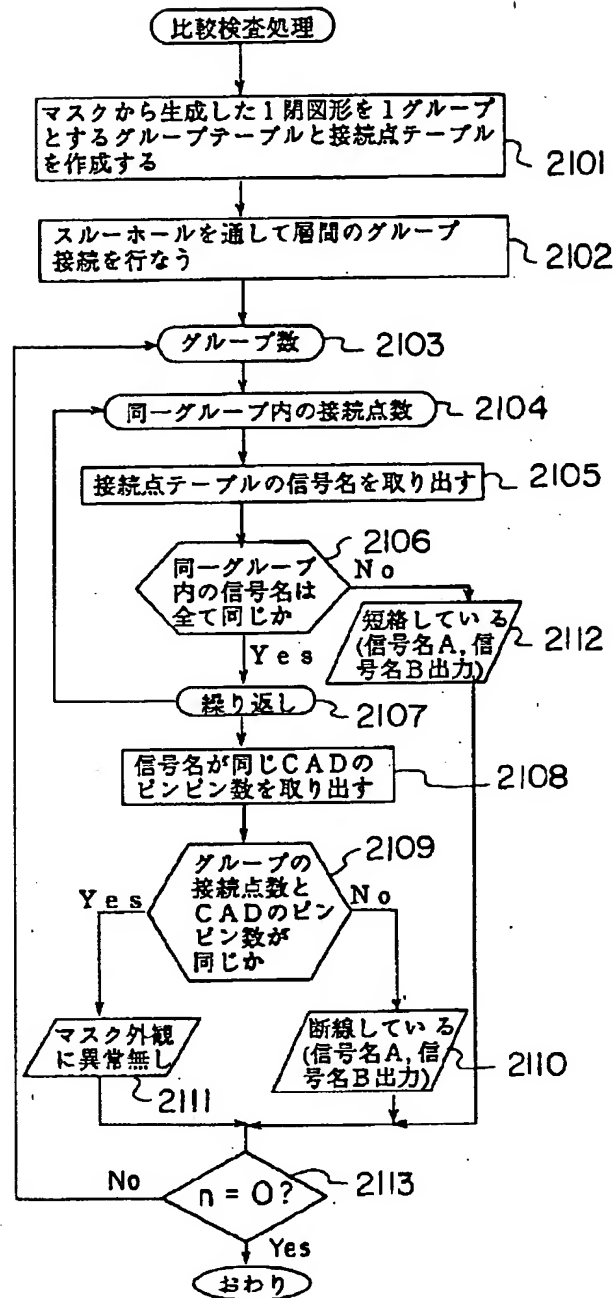 比較検査処理
マスクから生成した1閉図形を1グループ
とするグループテーブルと接続点テーブル
を作成する
2101
スルーホールを通して層間のグループ
接続を行なう
2102
グループ数
2103
同一グループ内の接続点数
2104
接続点テーブルの信号名を取り出す
2105
2106
同一グループ
内の信号名は
全て同じか
No
Yes
短絡している
(信号名A,信
号名B出力)
2112
繰り返し
2107
信号名が同じCADの
ピンピン数を取り出す
2108
2109
グループの
接続点数と
CADのピン
ピン数が
同じか
Yes
No
マスク外観
に異常無し
2111
断線している
(信号名A,信
号名B出力)
2110
No
n=0?
2113
Yes
おわり